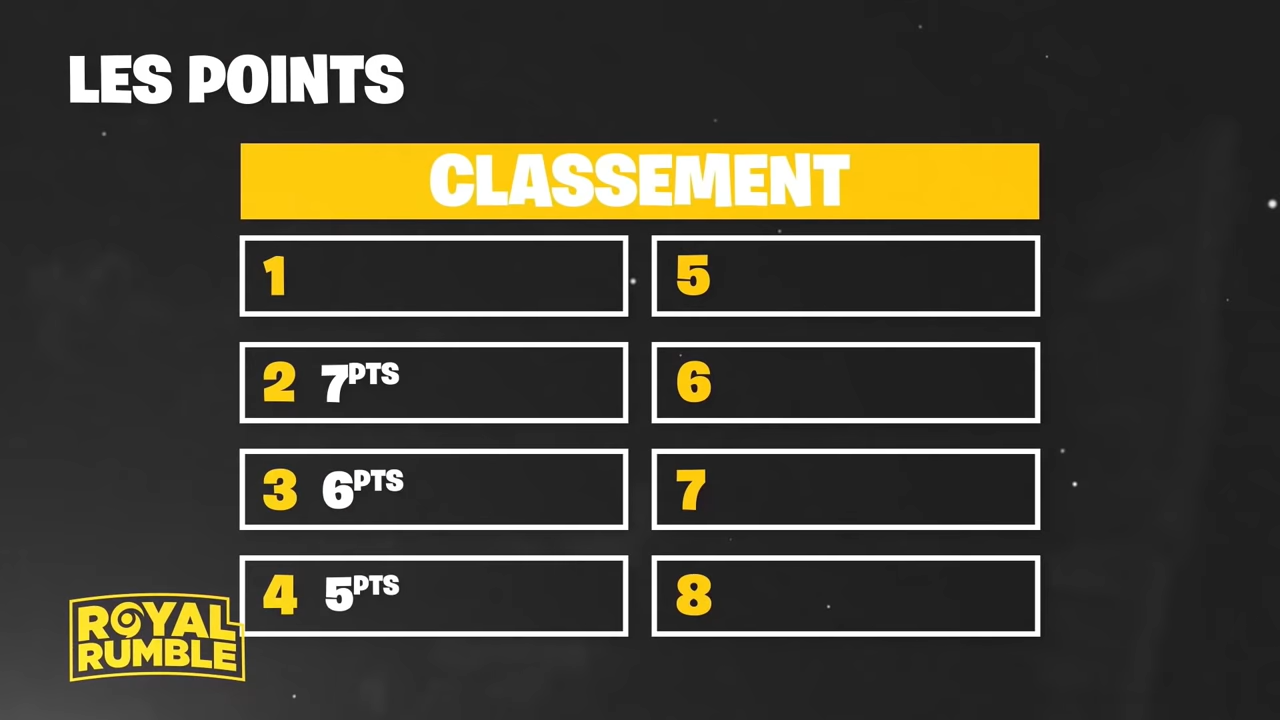 LES POINTS
CLASSEMENT
1
2 7PTS
3 6PTS
4 5PTS
5
6
7
8
ROYAL
RUMBLE